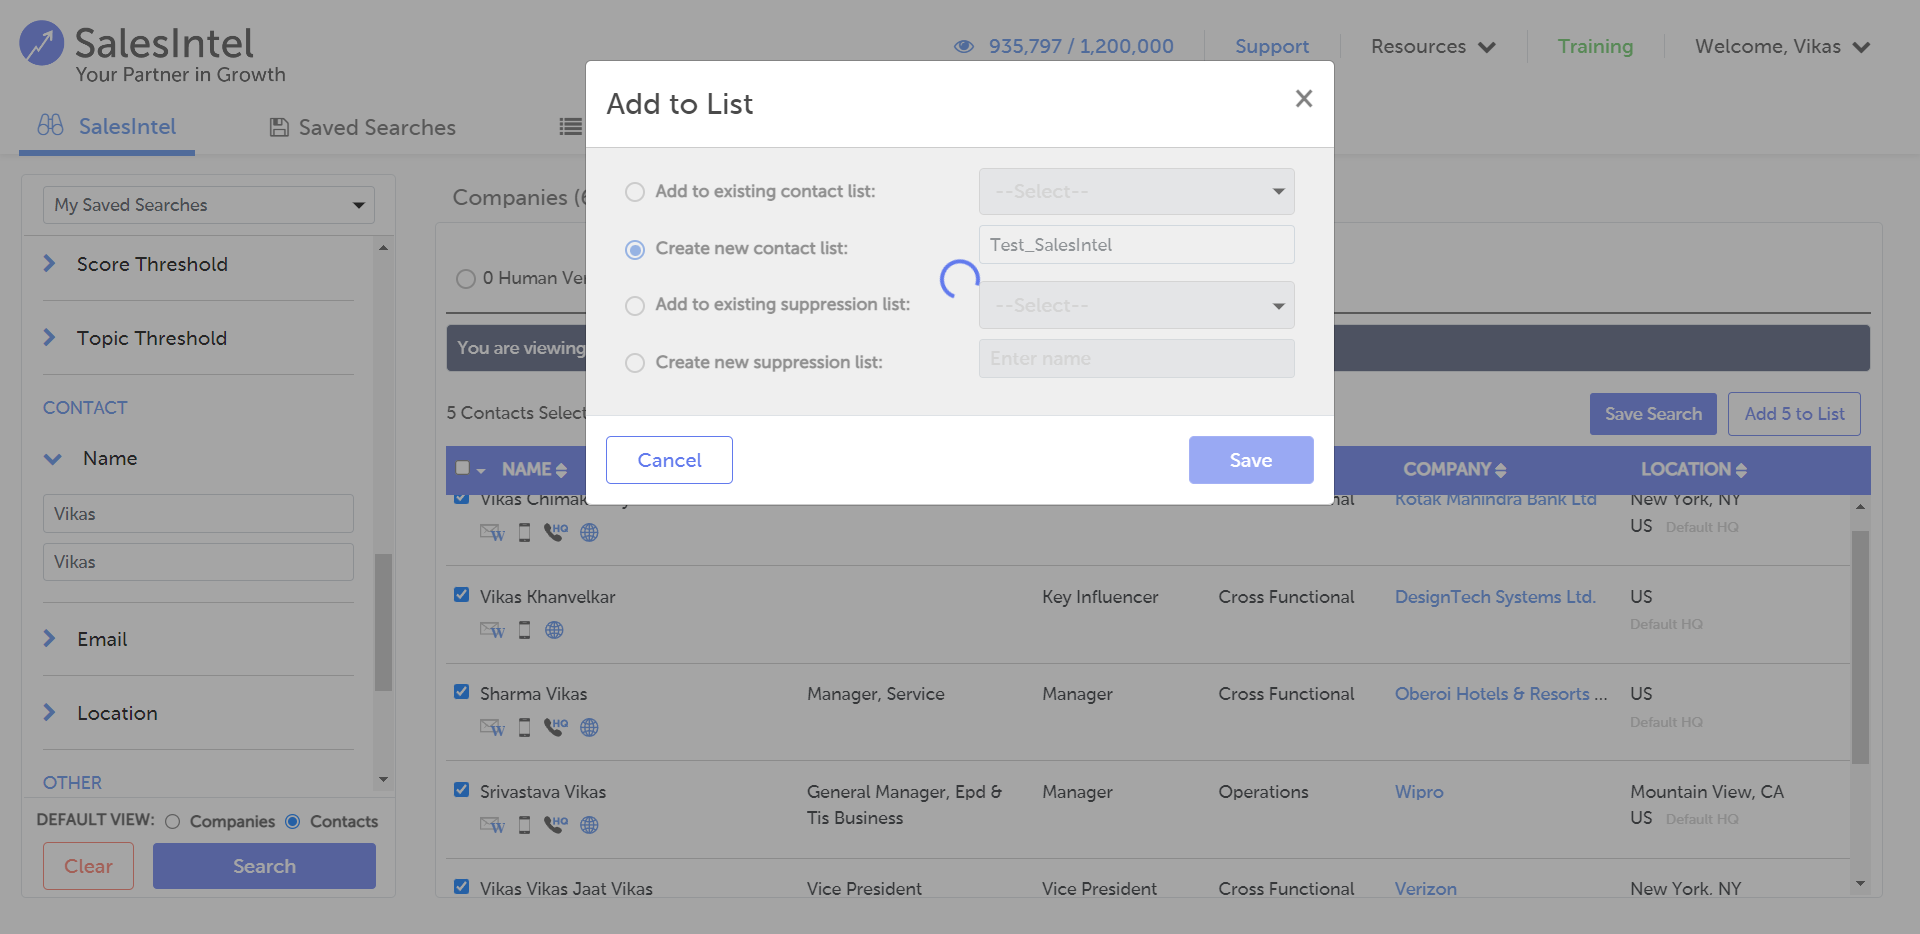 SalesIntel
Your Partner in Growth
935,797 / 1,200,000
Support
Resources
Training
Welcome, Vikas
SalesIntel
Saved Searches
Add to List
×
My Saved Searches
Score Threshold
Topic Threshold
CONTACT
Name
Vikas
Vikas
Email
Location
OTHER
DEFAULT VIEW: Companies Contacts
Clear
Search
Companies (
0 Human Ver
You are viewing
5 Contacts Select
Add to existing contact list: --Select--
Create new contact list: Test_SalesIntel
Add to existing suppression list: --Select--
Create new suppression list: Enter name
Cancel
Save
Save Search
Add 5 to List
NAME COMPANY LOCATION
Kotak Mahindra Bank Ltd New York, NY
W HQ US Default HQ
Vikas Khanvelkar Key Influencer Cross Functional DesignTech Systems Ltd. US
W Default HQ
Sharma Vikas Manager, Service Manager Cross Functional Oberoi Hotels & Resorts ... US
W HQ Default HQ
Srivastava Vikas General Manager, Epd & Manager Operations Wipro Mountain View, CA
W HQ Tis Business US Default HQ
Vikas Vikas Jaat Vikas Vice President Vice President Cross Functional Verizon New York, NY